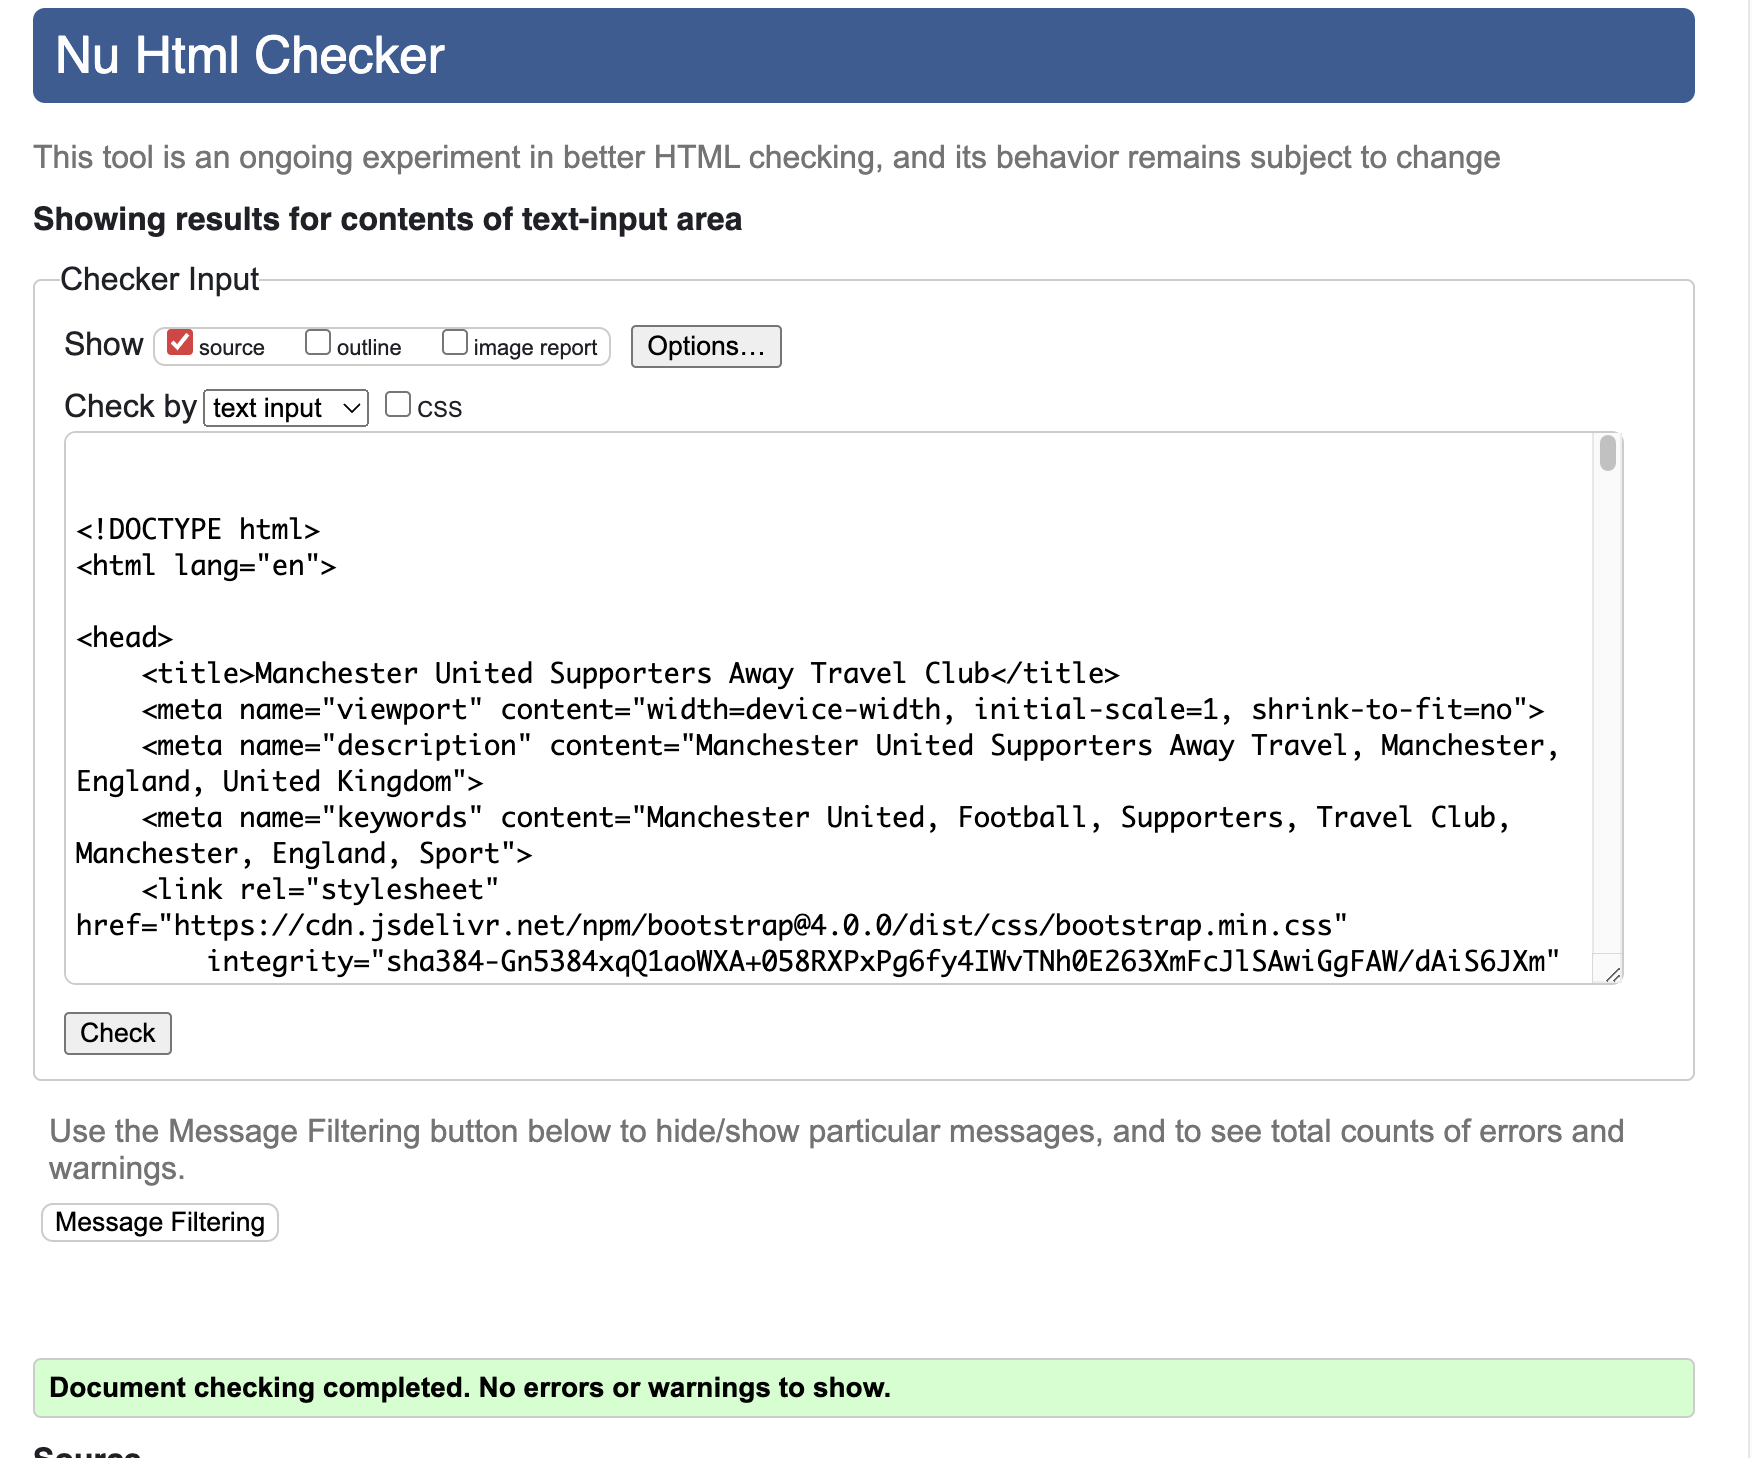 Nu Html Checker
This tool is an ongoing experiment in better HTML checking, and its behavior remains subject to change
Showing results for contents of text-input area
Checker Input
Show source outline image report Options...
Check by text input CSS
<!DOCTYPE html>
<html lang="en">
<head>
    <title>Manchester United Supporters Away Travel Club</title>
    <meta name="viewport" content="width=device-width, initial-scale=1, shrink-to-fit=no">
    <meta name="description" content="Manchester United Supporters Away Travel, Manchester,
England, United Kingdom">
    <meta name="keywords" content="Manchester United, Football, Supporters, Travel Club,
Manchester, England, Sport">
    <link rel="stylesheet"
href="https://cdn.jsdelivr.net/npm/bootstrap@4.0.0/dist/css/bootstrap.min.css"
        integrity="sha384-Gn5384xqQ1aoWXA+058RXPxPg6fy4IWvTNh0E263XmFcJlSAwiGgFAW/dAiS6JXm"
Check
Use the Message Filtering button below to hide/show particular messages, and to see total counts of errors and
warnings.
Message Filtering
Document checking completed. No errors or warnings to show.
Source